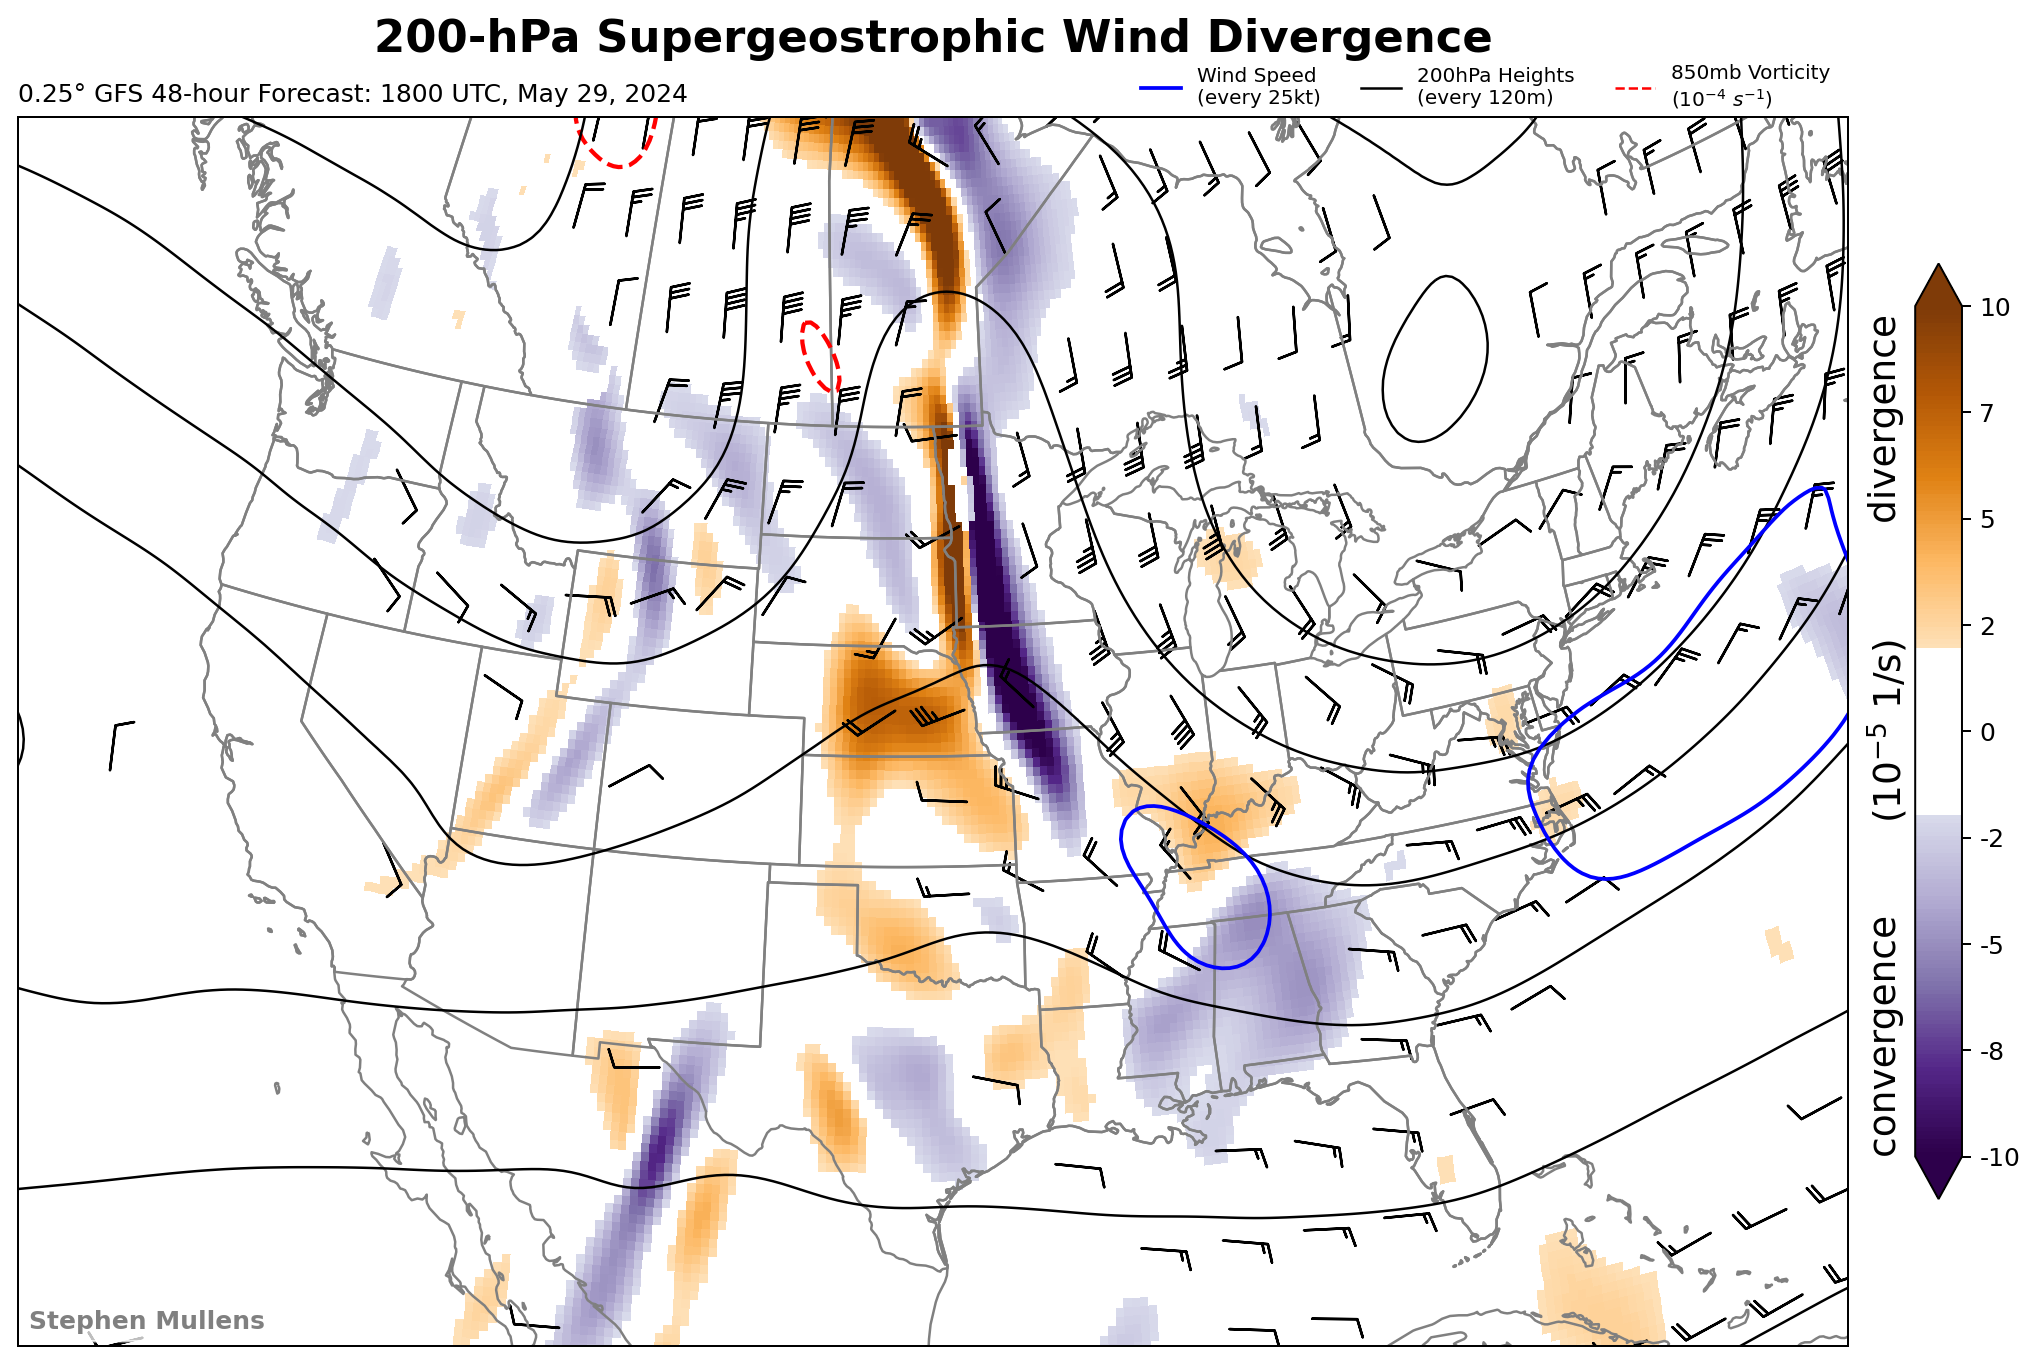 200-hPa Supergeostrophic Wind Divergence
0.25° GFS 48-hour Forecast: 1800 UTC, May 29, 2024
Wind Speed
(every 25kt)
200hPa Heights
(every 120m)
850mb Vorticity
(10⁻⁴ s⁻¹)
10
7
5
2
0
-2
-5
-8
-10
convergence (10⁻⁵ 1/s) divergence
Stephen Mullens